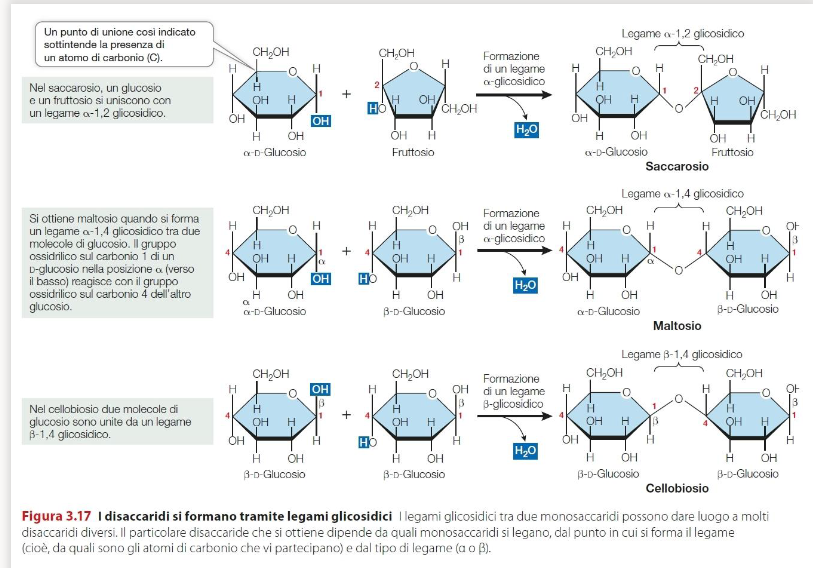 Un punto di unione così indicato
sottintende la presenza di
un atomo di carbonio (C).
Nel saccarosio, un glucosio
e un fruttosio si uniscono con
un legame α-1,2 glicosidico.
CH₂OH
H
O
H
H
OH
H
1
OH
H
OH
OH
α-D-Glucosio
+
CH₂OH
O
H
2
HO
H
OH
CH₂OH
OH
H
Fruttosio
Formazione
di un legame
α-glicosidico
H₂O
Legame α-1,2 glicosidico
CH₂OH
H
O
H
H
OH
H
1
OH
H
OH
O
α-D-Glucosio
CH₂OH
O
H
2
H
OH
CH₂OH
OH
H
Fruttosio
Saccarosio
Si ottiene maltosio quando si forma
un legame α-1,4 glicosidico tra due
molecole di glucosio. Il gruppo
ossidrilico sul carbonio 1 di un
D-glucosio nella posizione α (verso
il basso) reagisce con il gruppo
ossidrilico sul carbonio 4 dell'altro
glucosio.
CH₂OH
H
O
H
4
H
OH
H
1
α
OH
OH
H
OH
α
α-D-Glucosio
+
CH₂OH
H
O
OH
β
4
H
OH
H
1
HO
H
H
OH
β-D-Glucosio
Formazione
di un legame
α-glicosidico
H₂O
Legame α-1,4 glicosidico
CH₂OH
H
O
H
4
H
OH
H
1
α
OH
H
OH
O
α-D-Glucosio
CH₂OH
H
O
OH
β
4
H
OH
H
1
H
H
OH
β-D-Glucosio
Maltosio
Nel cellobiosio due molecole di
glucosio sono unite da un legame
β-1,4 glicosidico.
CH₂OH
H
O
OH
β
4
H
OH
H
1
OH
H
H
OH
β-D-Glucosio
+
CH₂OH
H
O
OH
β
4
H
OH
H
1
HO
H
H
OH
β-D-Glucosio
Formazione
di un legame
β-glicosidico
H₂O
Legame β-1,4 glicosidico
CH₂OH
H
O
1
4
H
OH
H
β
OH
H
H
OH
O
β-D-Glucosio
CH₂OH
H
O
OH
β
4
H
OH
H
1
H
H
OH
β-D-Glucosio
Cellobiosio
Figura 3.17 I disaccaridi si formano tramite legami glicosidici I legami glicosidici tra due monosaccaridi possono dare luogo a molti
disaccaridi diversi. Il particolare disaccaride che si ottiene dipende da quali monosaccaridi si legano, dal punto in cui si forma il legame
(cioè, da quali sono gli atomi di carbonio che vi partecipano) e dal tipo di legame (α o β).